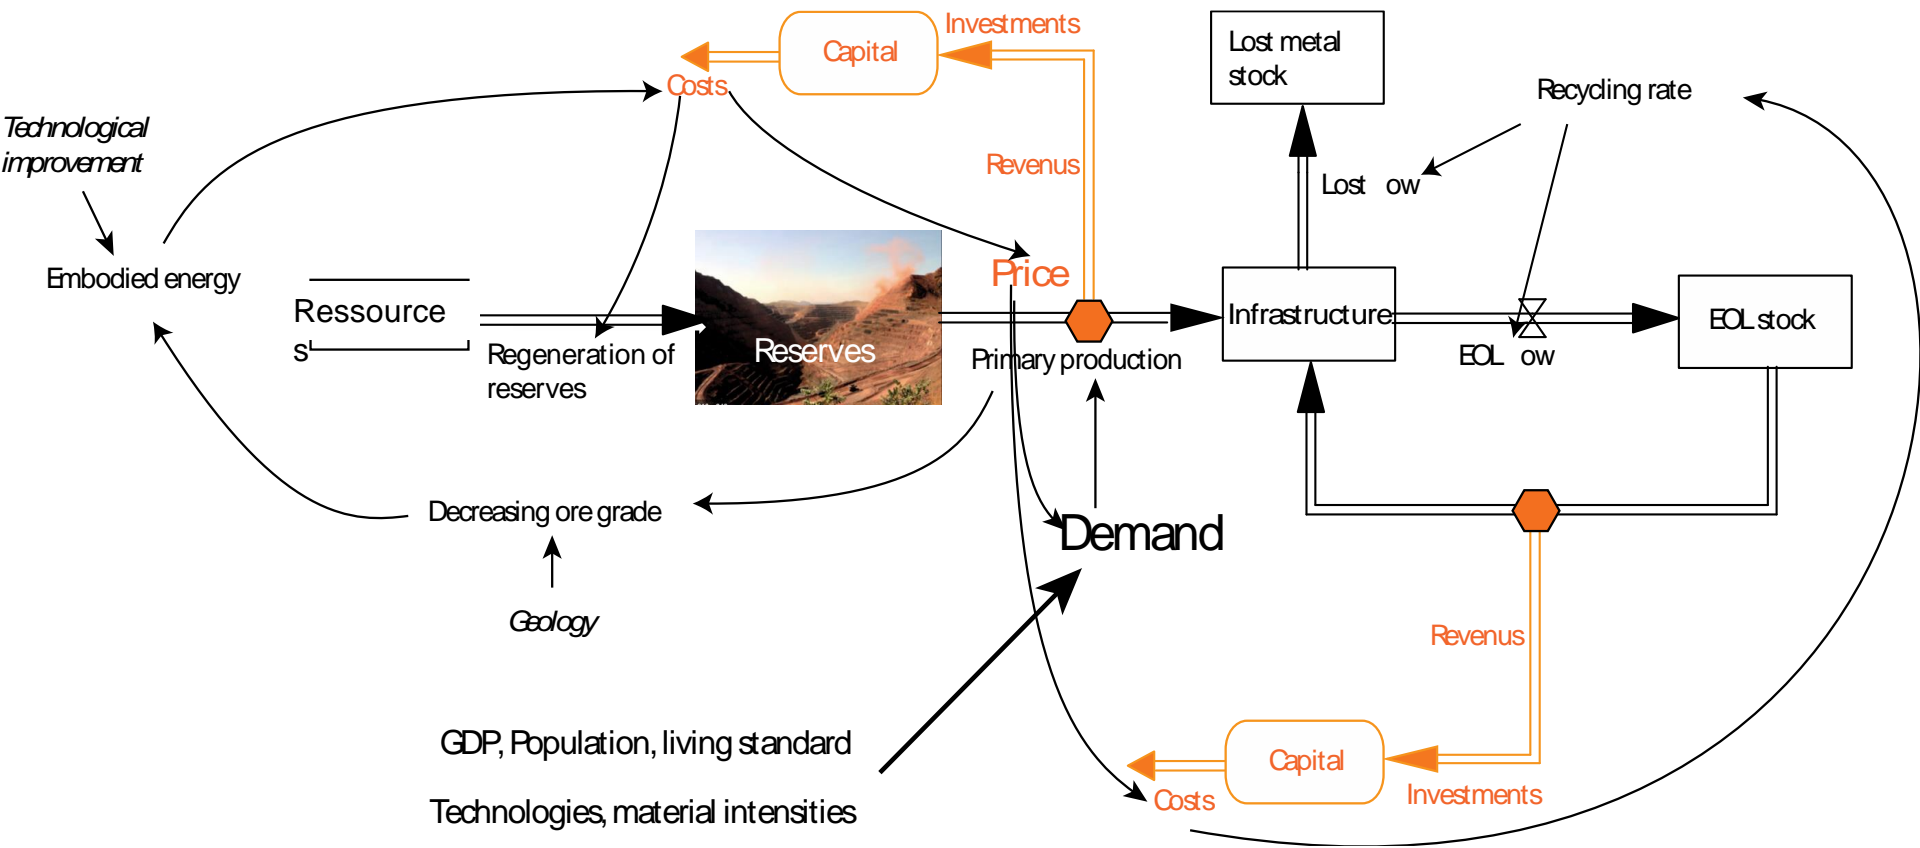 Investments
Capital
Lost metal
stock
Costs
Recycling rate
Technological
improvement
Revenus
Lost ow
Embodied energy
Price
Ressource
s
Infrastructure
EOL stock
Reserves
Regeneration of
reserves
Primary production
EOL ow
Decreasing ore grade
Demand
Geology
Revenus
GDP, Population, living standard
Capital
Technologies, material intensities
Costs
Investments